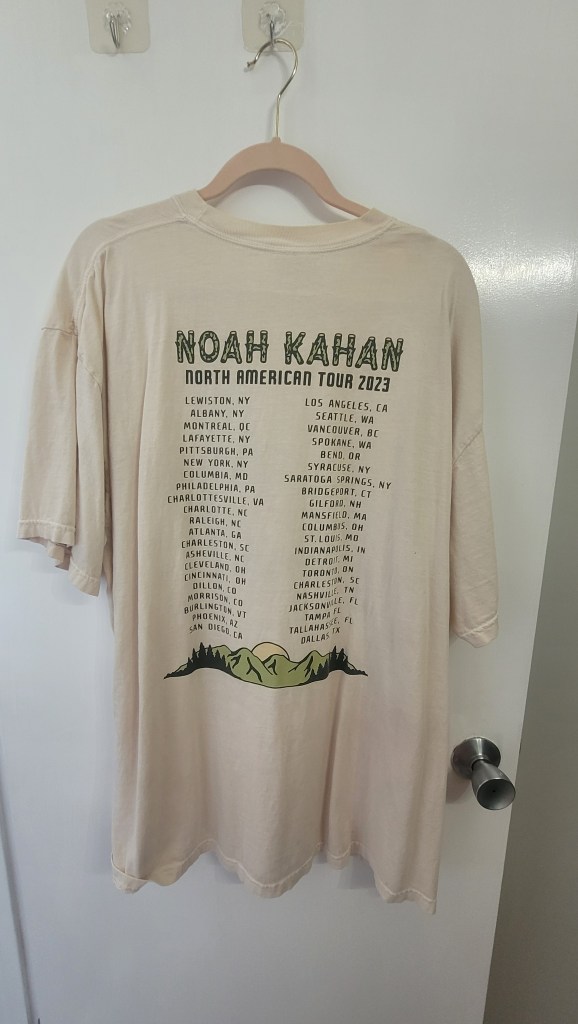 NOAH KAHAN
NORTH AMERICAN TOUR 2023
LEWISTON, NY
ALBANY, NY
MONTREAL, QC
LAFAYETTE, NY
PITTSBURGH, PA
NEW YORK, NY
COLUMBIA, MD
PHILADELPHIA, PA
CHARLOTTESVILLE, VA
CHARLOTTE, NC
RALEIGH, NC
ATLANTA, GA
CHARLESTON, SC
ASHEVILLE, NC
CLEVELAND, OH
CINCINNATI, OH
DILLON, CO
MORRISON, CO
BURLINGTON, VT
PHOENIX, AZ
SAN DIEGO, CA
LOS ANGELES, CA
SEATTLE, WA
VANCOUVER, BC
SPOKANE, WA
BEND, OR
SYRACUSE, NY
SARATOGA SPRINGS, NY
BRIDGEPORT, CT
GILFORD, NH
MANSFIELD, MA
COLUMBUS, OH
ST. LOUIS, MO
INDIANAPOLIS, IN
DETROIT, MI
TORONTO, ON
CHARLESTON, SC
NASHVILLE, TN
JACKSONVILLE, FL
TAMPA, FL
TALLAHASSEE, FL
DALLAS, TX